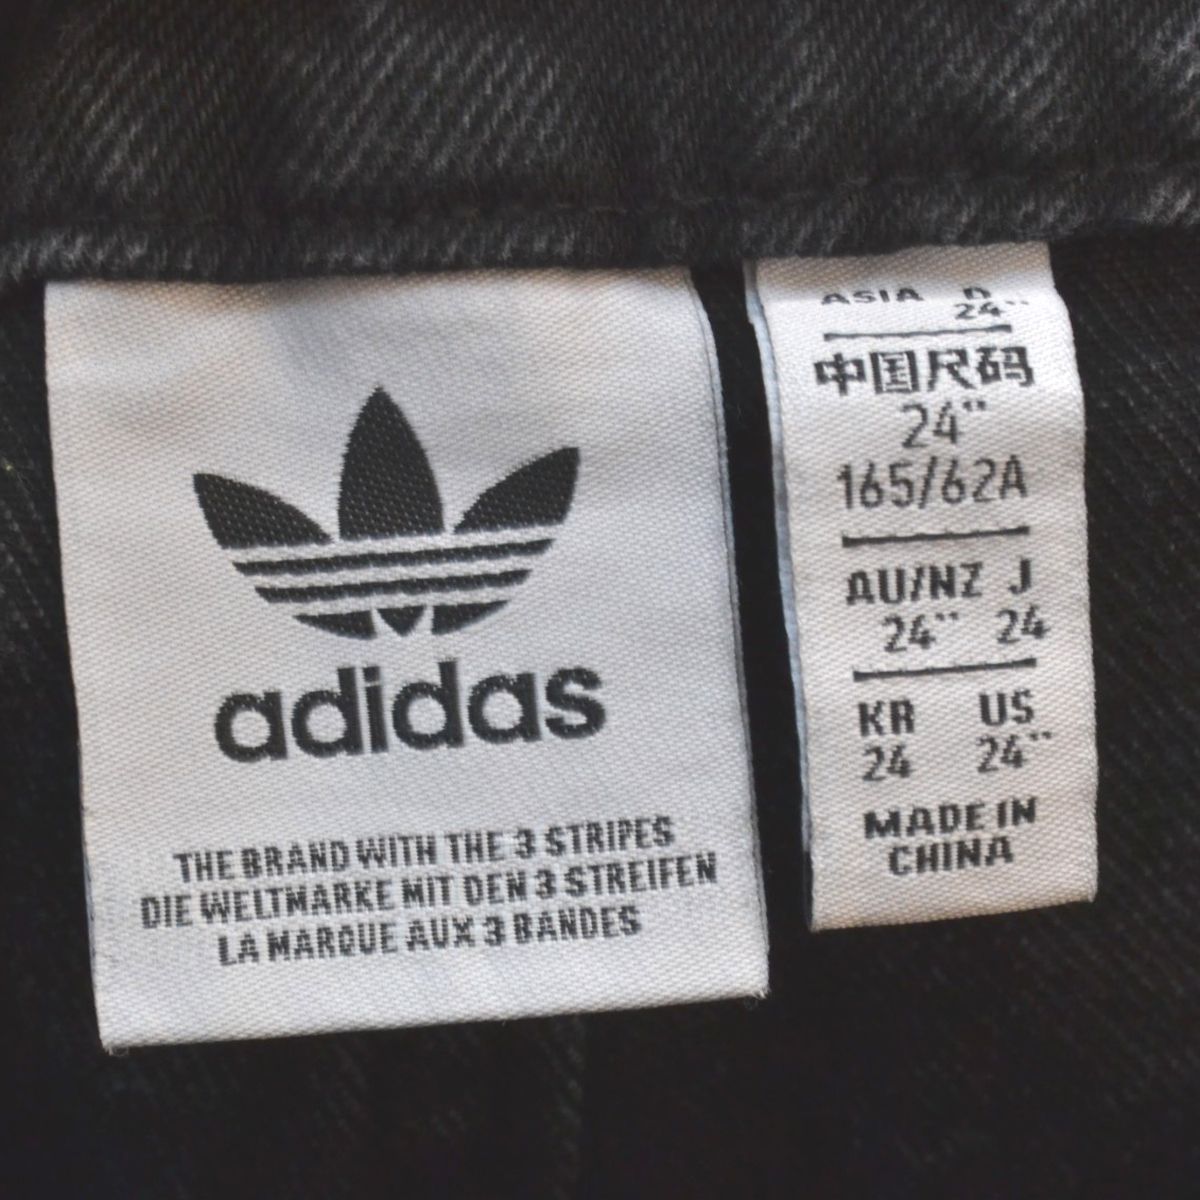 adidas
THE BRAND WITH THE 3 STRIPES
DIE WELTMARKE MIT DEN 3 STREIFEN
LA MARQUE AUX 3 BANDES
ASIA D
24"
中国尺码
24"
165/62A
AU/NZ J
24" 24
KR US
24 24"
MADE IN
CHINA